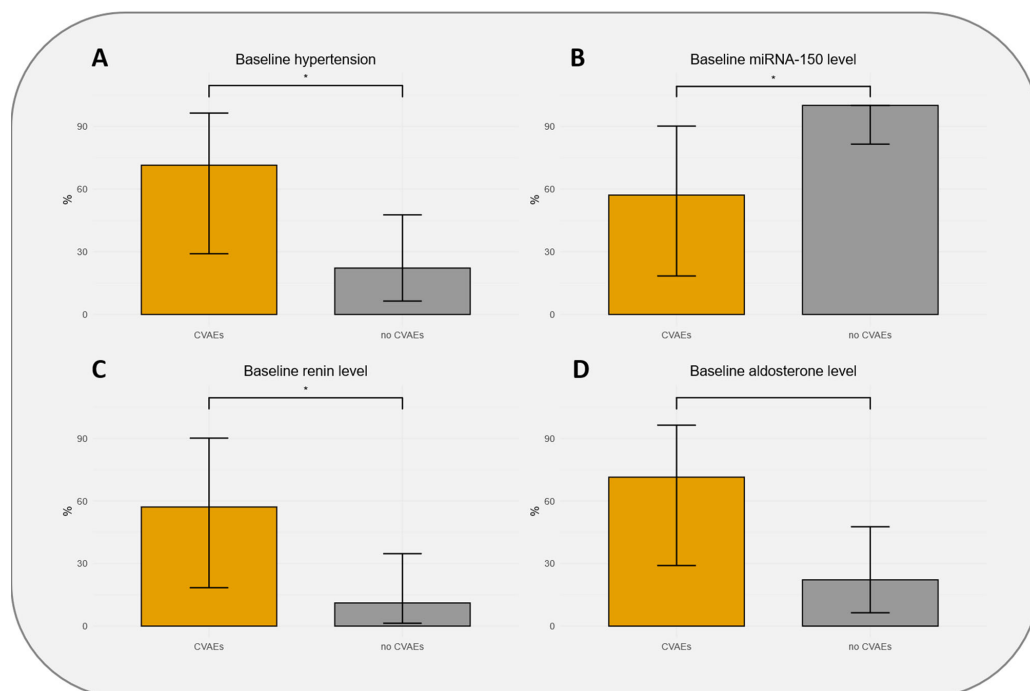 A
Baseline hypertension
*
90
60
30
0
%
CVAEs
no CVAEs
B
Baseline miRNA-150 level
*
90
60
30
0
%
CVAEs
no CVAEs
C
Baseline renin level
*
90
60
30
0
%
CVAEs
no CVAEs
D
Baseline aldosterone level
90
60
30
0
%
CVAEs
no CVAEs